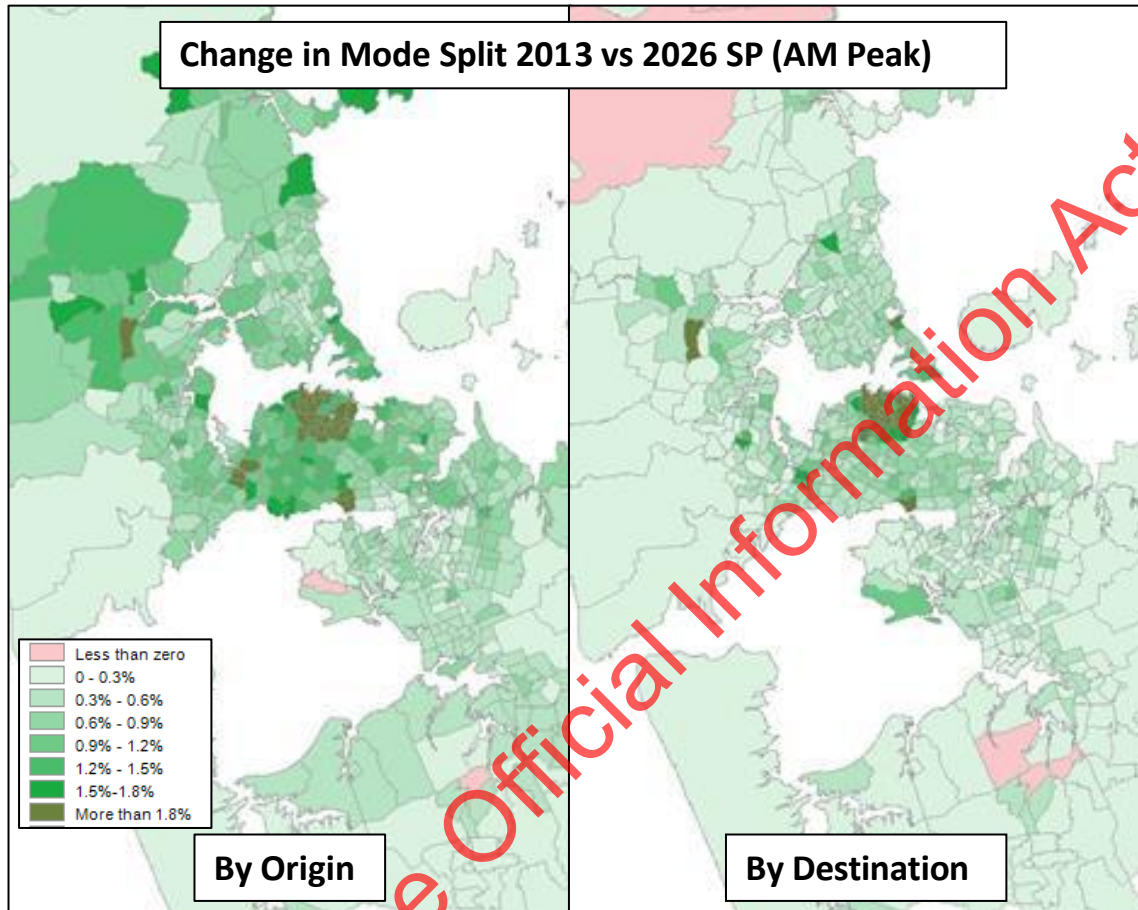 Change in Mode Split 2013 vs 2026 SP (AM Peak)
Less than zero
0 - 0.3%
0.3% - 0.6%
0.6% - 0.9%
0.9% - 1.2%
1.2% - 1.5%
1.5%-1.8%
More than 1.8%
By Origin
By Destination
e Official Information Act